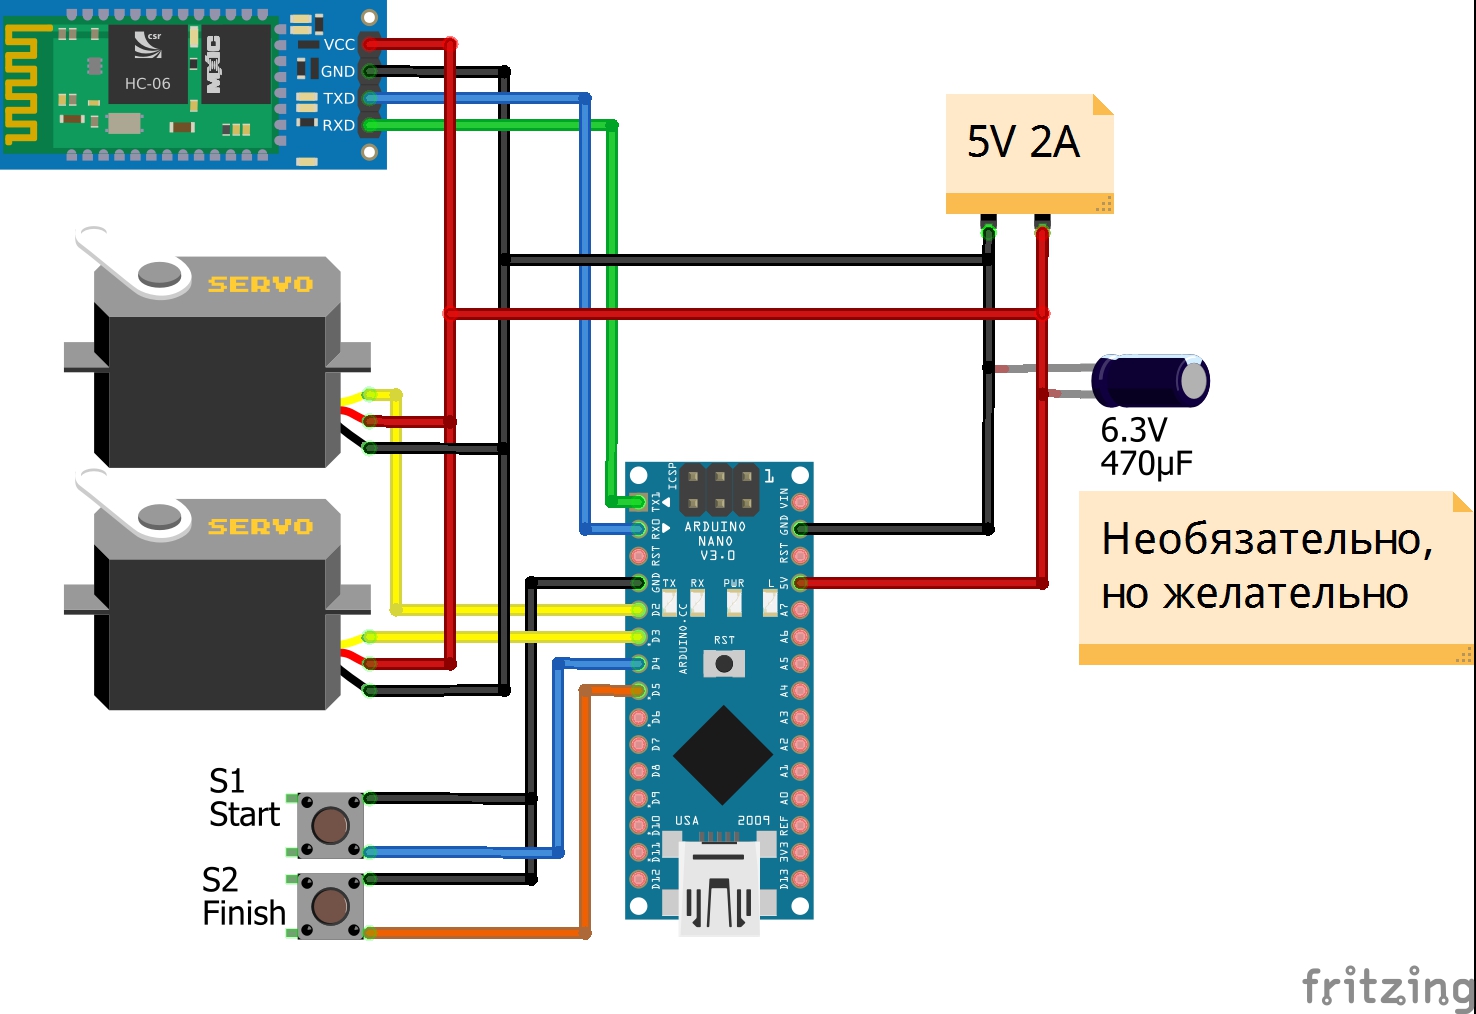 csr
HC-06
VCC
GND
TXD
RXD
5V 2A
SERVO
6.3V
470µF
SERVO
Необязательно,
но желательно
ICSP
1
TX1
RX0
RST
GND
D2
D3
D4
D5
D6
D7
D8
D9
D10
D11
D12
ARDUINO
NANO
V3.0
TX RX PWR L
ARDUINO.CC
RST
USA 2009
VIN
GND
RST
5V
A7
A6
A5
A4
A3
A2
A1
A0
REF
3V3
D13
S1
Start
S2
Finish
fritzing